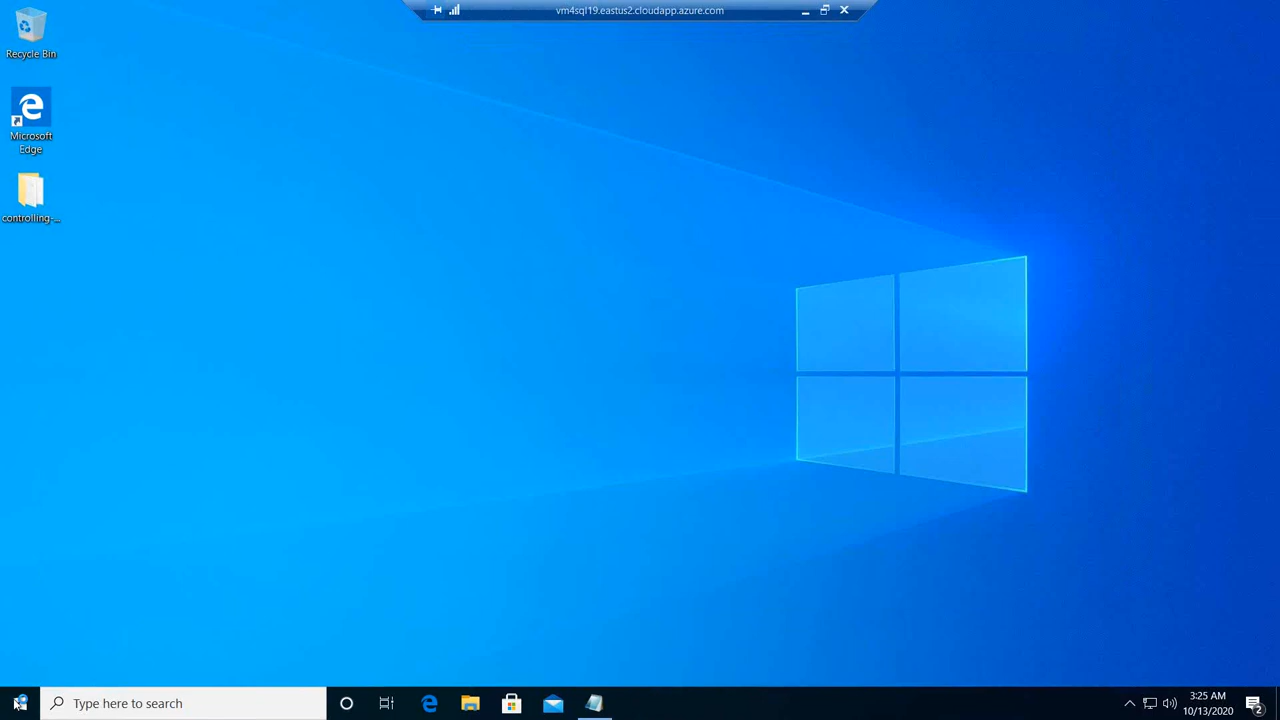 vm4sql19.eastus2.cloudapp.azure.com
Recycle Bin
Microsoft
Edge
controlling-...
Type here to search
3:25 AM
10/13/2020
2